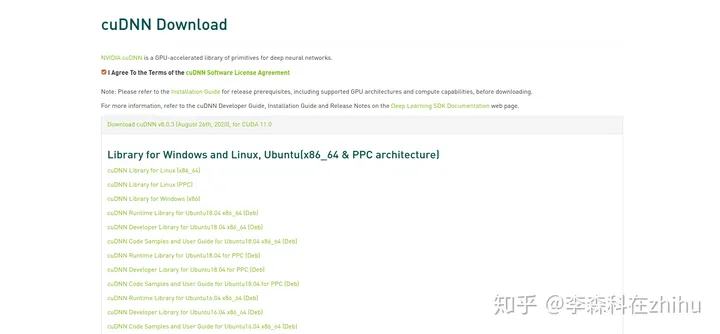 cuDNN Download
NVIDIA cuDNN is a GPU-accelerated library of primitives for deep neural networks.
I Agree To the Terms of the cuDNN Software License Agreement
Note: Please refer to the Installation Guide for release prerequisites, including supported GPU architectures and compute capabilities, before downloading.
For more information, refer to the cuDNN Developer Guide, Installation Guide and Release Notes on the Deep Learning SDK Documentation web page.
Download cuDNN v8.0.3 (August 26th, 2020), for CUDA 11.0
Library for Windows and Linux, Ubuntu(x86_64 & PPC architecture)
cuDNN Library for Linux (x86_64)
cuDNN Library for Linux (PPC)
cuDNN Library for Windows (x86)
cuDNN Runtime Library for Ubuntu18.04 x86_64 (Deb)
cuDNN Developer Library for Ubuntu18.04 x86_64 (Deb)
cuDNN Code Samples and User Guide for Ubuntu18.04 x86_64 (Deb)
cuDNN Runtime Library for Ubuntu18.04 for PPC (Deb)
cuDNN Developer Library for Ubuntu18.04 for PPC (Deb)
cuDNN Code Samples and User Guide for Ubuntu18.04 for PPC (Deb)
cuDNN Runtime Library for Ubuntu16.04 x86_64 (Deb)
cuDNN Developer Library for Ubuntu16.04 x86_64 (Deb)
cuDNN Code Samples and User Guide for Ubuntu16.04 x86_64 (Deb)
知乎 @李森科在zhihu